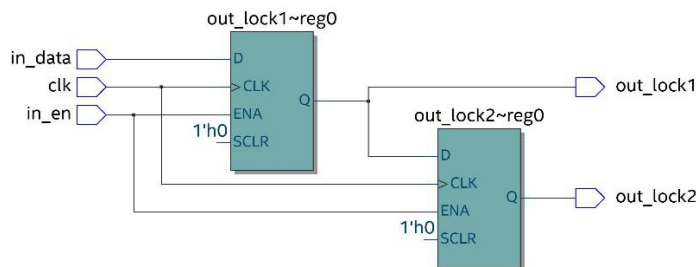 out_lock1~reg0
in_data
clk
in_en
D
CLK
ENA
1'h0
SCLR
Q
out_lock1
out_lock2~reg0
D
CLK
ENA
1'h0
SCLR
Q
out_lock2